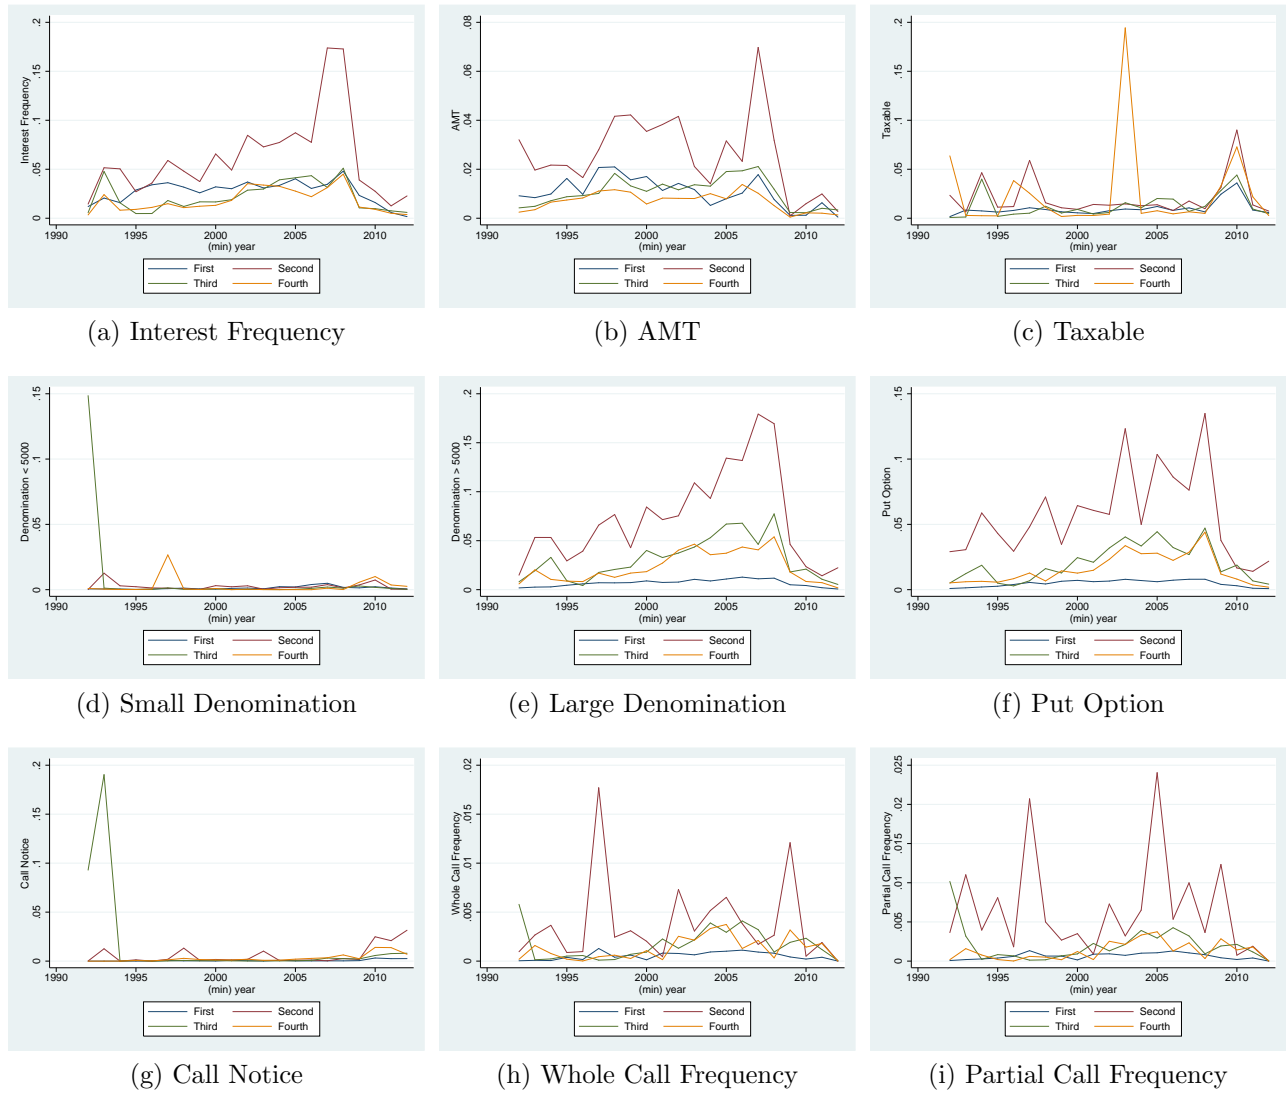 .2
.15
.1
.05
0
Interest Frequency
1990 1995 2000 2005 2010
(min) year
First Second
Third Fourth
(a) Interest Frequency
.08
.06
.04
.02
0
AMT
1990 1995 2000 2005 2010
(min) year
First Second
Third Fourth
(b) AMT
.2
.15
.1
.05
0
Taxable
1990 1995 2000 2005 2010
(min) year
First Second
Third Fourth
(c) Taxable
.15
.1
.05
0
Denomination < 5000
1990 1995 2000 2005 2010
(min) year
First Second
Third Fourth
(d) Small Denomination
.2
.15
.1
.05
0
Denomination > 5000
1990 1995 2000 2005 2010
(min) year
First Second
Third Fourth
(e) Large Denomination
.15
.1
.05
0
Put Option
1990 1995 2000 2005 2010
(min) year
First Second
Third Fourth
(f) Put Option
.2
.15
.1
.05
0
Call Notice
1990 1995 2000 2005 2010
(min) year
First Second
Third Fourth
(g) Call Notice
.02
.015
.01
.005
0
Whole Call Frequency
1990 1995 2000 2005 2010
(min) year
First Second
Third Fourth
(h) Whole Call Frequency
.025
.02
.015
.01
.005
0
Partial Call Frequency
1990 1995 2000 2005 2010
(min) year
First Second
Third Fourth
(i) Partial Call Frequency